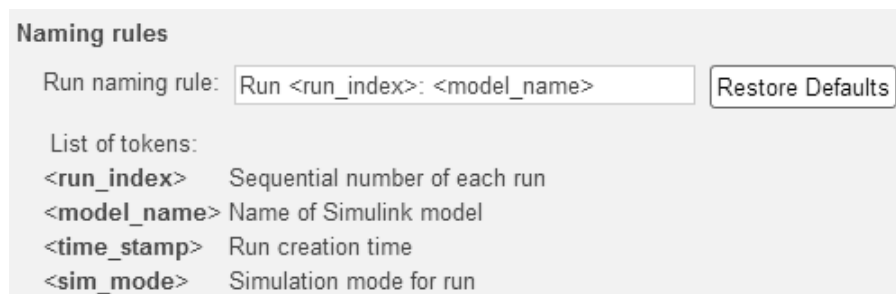 Naming rules
Run naming rule: Run <run_index>: <model_name> Restore Defaults
List of tokens:
<run_index> Sequential number of each run
<model_name> Name of Simulink model
<time_stamp> Run creation time
<sim_mode> Simulation mode for run